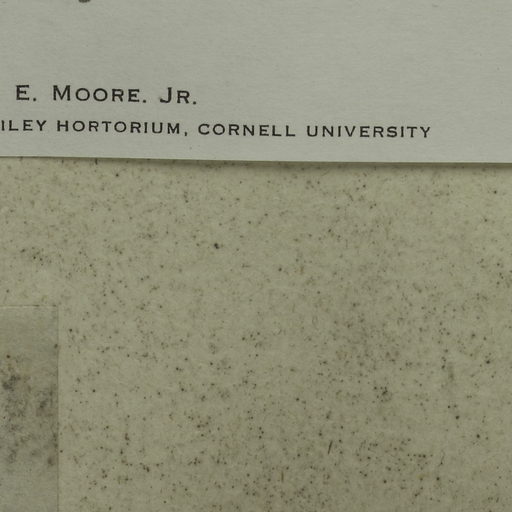 E. MOORE. JR.
ILEY HORTORIUM, CORNELL UNIVERSITY